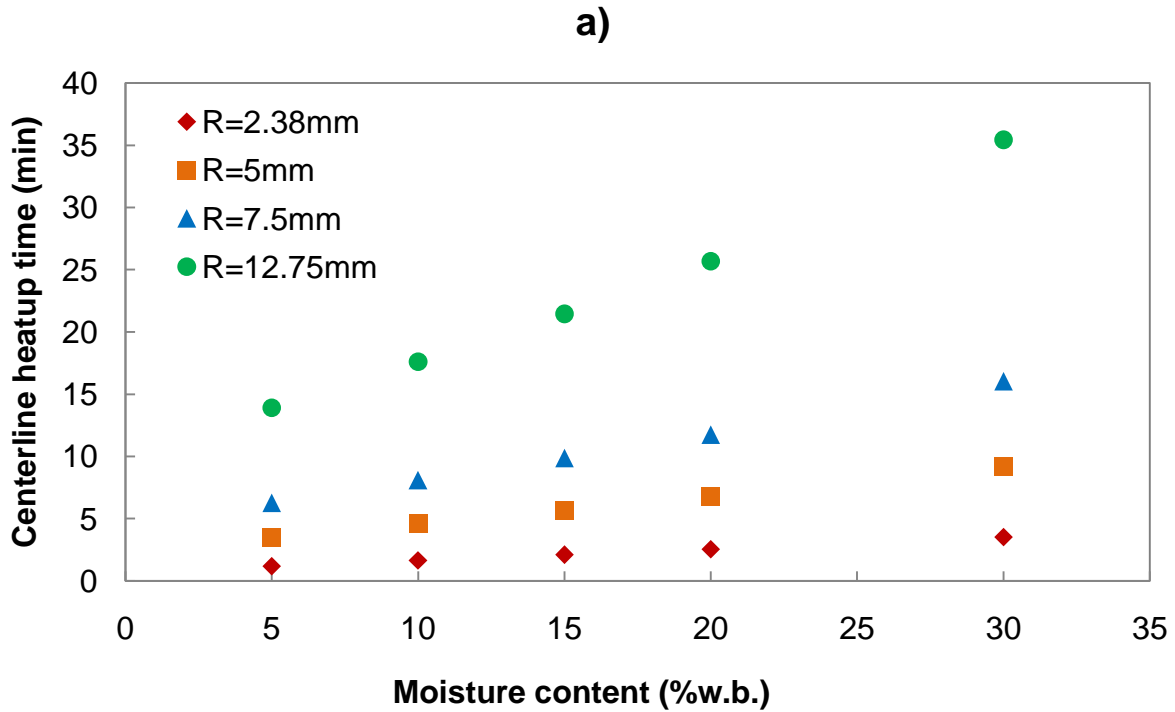 a)
Centerline heatup time (min)
40
35
30
25
20
15
10
5
0
R=2.38mm
R=5mm
R=7.5mm
R=12.75mm
0 5 10 15 20 25 30 35
Moisture content (%w.b.)